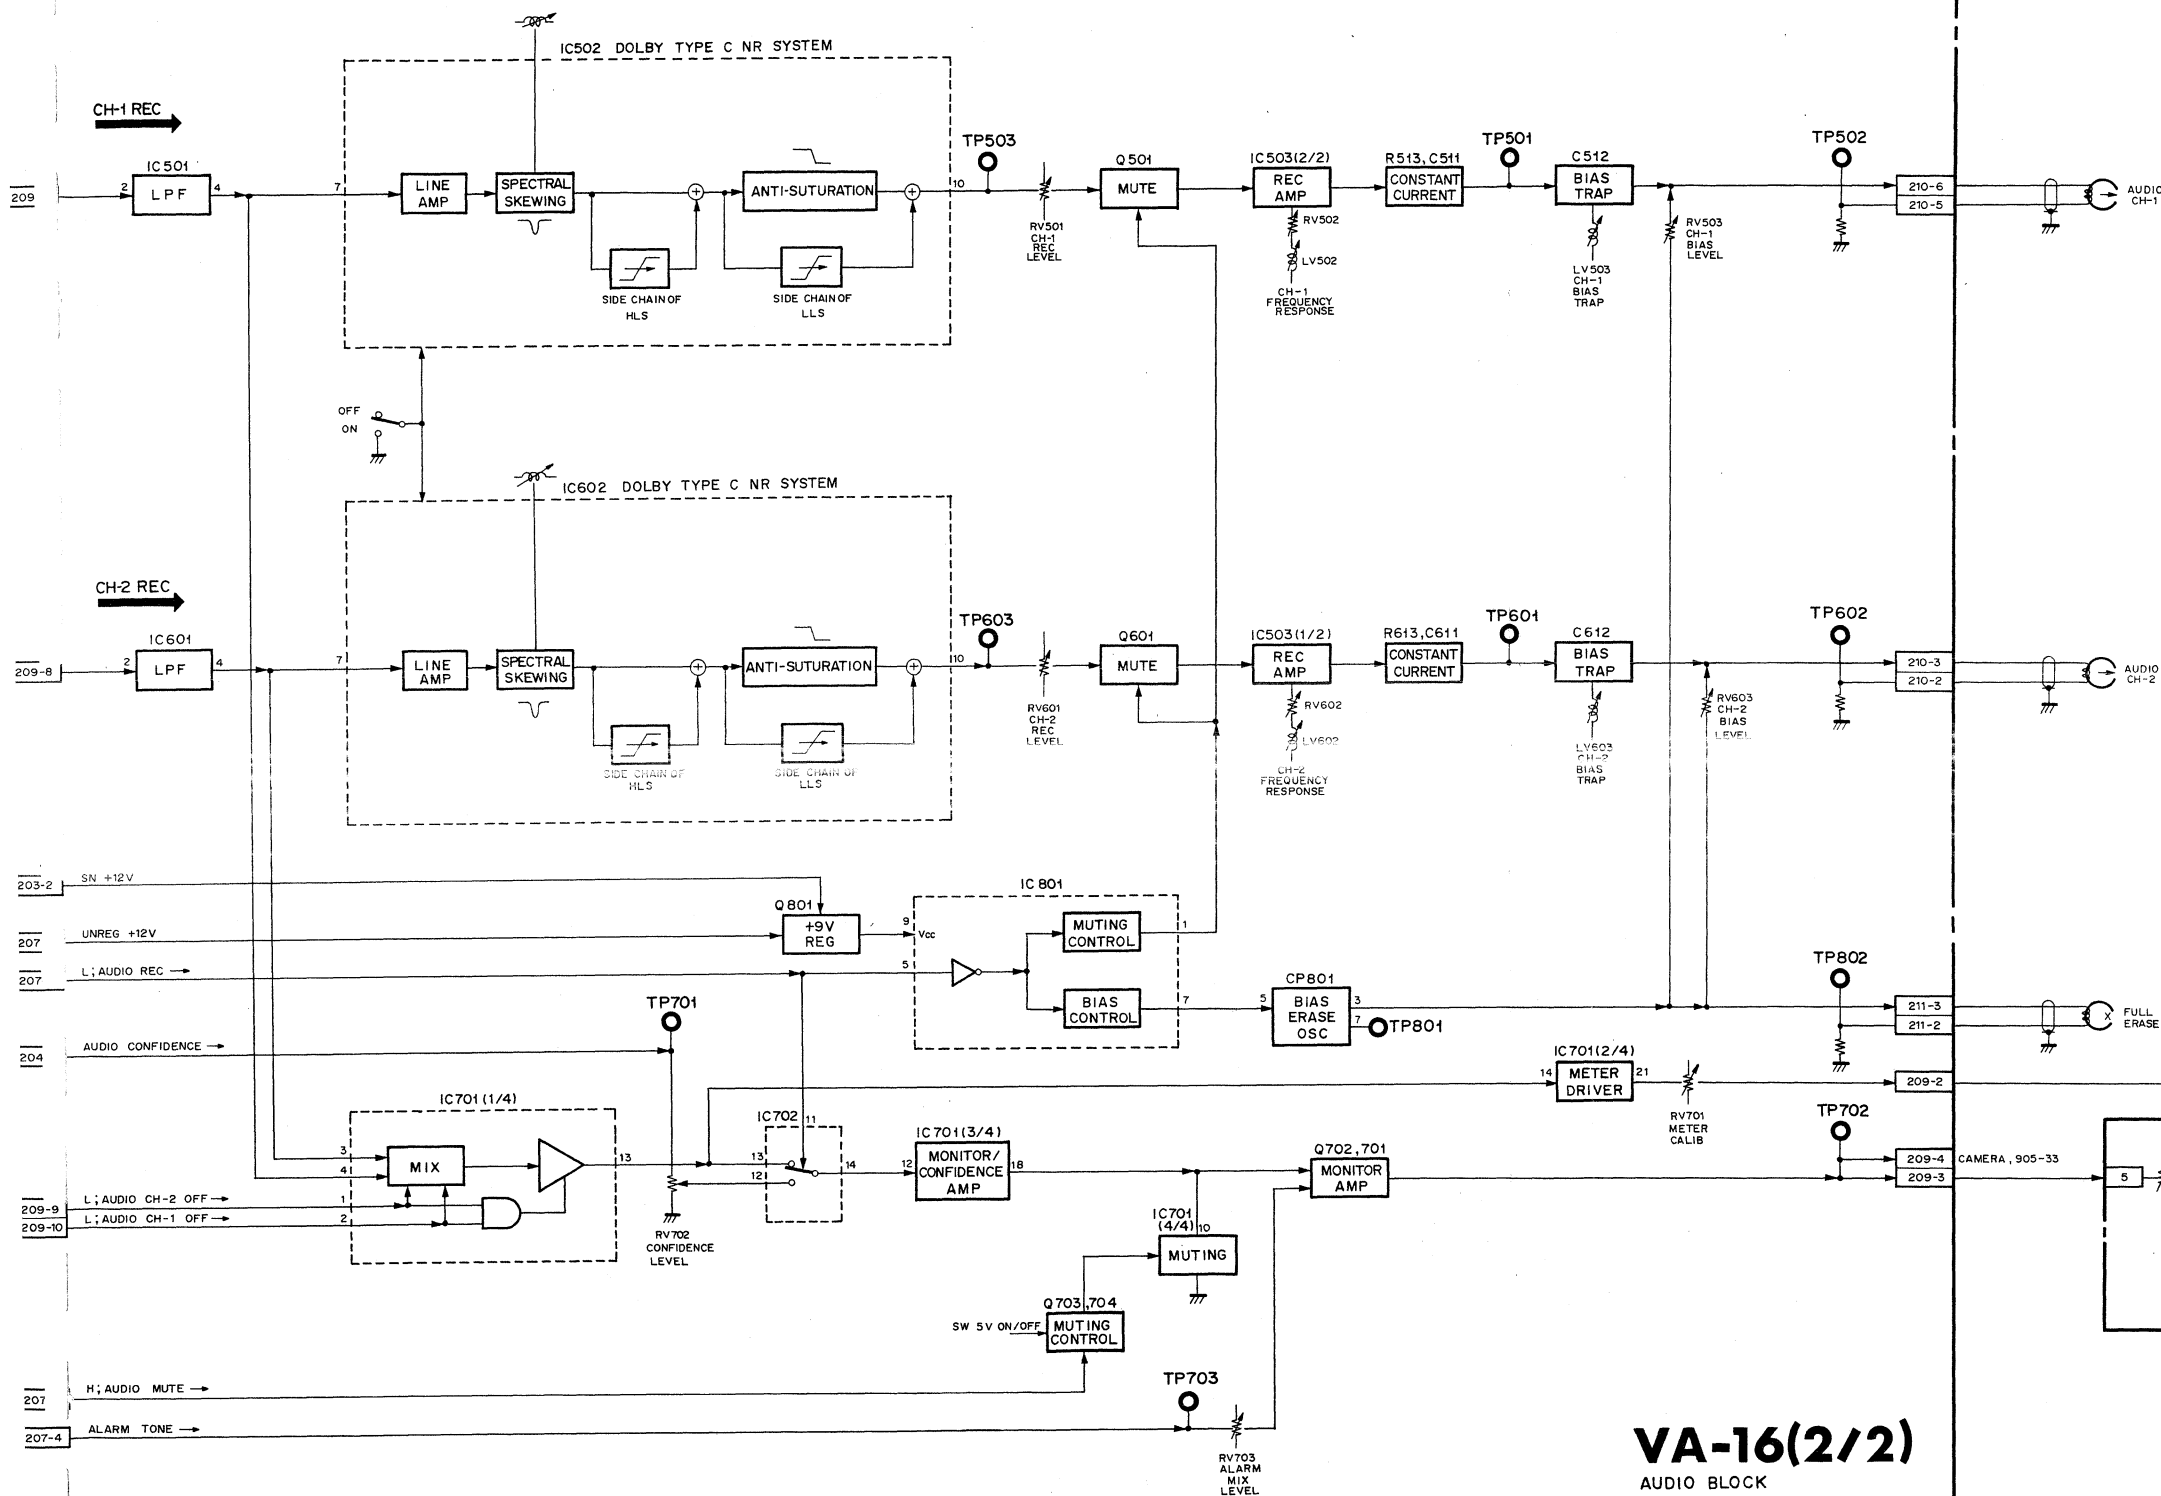 IC502 DOLBY TYPE C NR SYSTEM
CH-1 REC
209
2
IC501
LPF
4
7
LINE
AMP
SPECTRAL
SKEWING
ANTI-SUTURATION
SIDE CHAIN OF
HLS
SIDE CHAIN OF
LLS
10
TP503
RV501
CH-1
REC
LEVEL
Q501
MUTE
IC503(2/2)
REC
AMP
RV502
LV502
CH-1
FREQUENCY
RESPONSE
R513, C511
CONSTANT
CURRENT
TP501
C512
BIAS
TRAP
LV503
CH-1
BIAS
TRAP
RV503
CH-1
BIAS
LEVEL
TP502
210-6
210-5
AUDIO
CH-1
OFF
ON
IC602 DOLBY TYPE C NR SYSTEM
CH-2 REC
209-8
2
IC601
LPF
4
7
LINE
AMP
SPECTRAL
SKEWING
ANTI-SUTURATION
SIDE CHAIN OF
HLS
SIDE CHAIN OF
LLS
10
TP603
RV601
CH-2
REC
LEVEL
Q601
MUTE
IC503(1/2)
REC
AMP
RV602
LV602
CH-2
FREQUENCY
RESPONSE
R613, C611
CONSTANT
CURRENT
TP601
C612
BIAS
TRAP
LV603
CH-2
BIAS
TRAP
RV603
CH-2
BIAS
LEVEL
TP602
210-3
210-2
AUDIO
CH-2
203-2
SN +12V
207
UNREG +12V
Q801
+9V
REG
IC801
9
Vcc
MUTING
CONTROL
1
207
L; AUDIO REC →
5
BIAS
CONTROL
7
CP801
5
BIAS
ERASE
OSC
3
7
TP801
TP802
211-3
211-2
X
FULL
ERASE
204
AUDIO CONFIDENCE →
TP701
IC701(2/4)
14
METER
DRIVER
21
RV701
METER
CALIB
209-2
IC701(1/4)
3
4
MIX
13
209-9
L; AUDIO CH-2 OFF →
1
209-10
L; AUDIO CH-1 OFF →
2
RV702
CONFIDENCE
LEVEL
IC702
11
13
12
14
IC701(3/4)
12
MONITOR/
CONFIDENCE
AMP
18
Q702, 701
MONITOR
AMP
TP702
209-4
CAMERA, 905-33
209-3
5
IC701
(4/4)
10
MUTING
Q703,704
SW 5V ON/OFF
MUTING
CONTROL
207
H; AUDIO MUTE →
207-4
ALARM TONE →
TP703
RV703
ALARM
MIX
LEVEL
VA-16(2/2)
AUDIO BLOCK